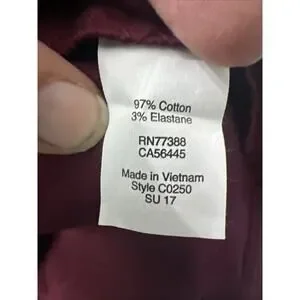 97% Cotton
3% Elastane
RN77388
CA56445
Made in Vietnam
Style C0250
SU 17